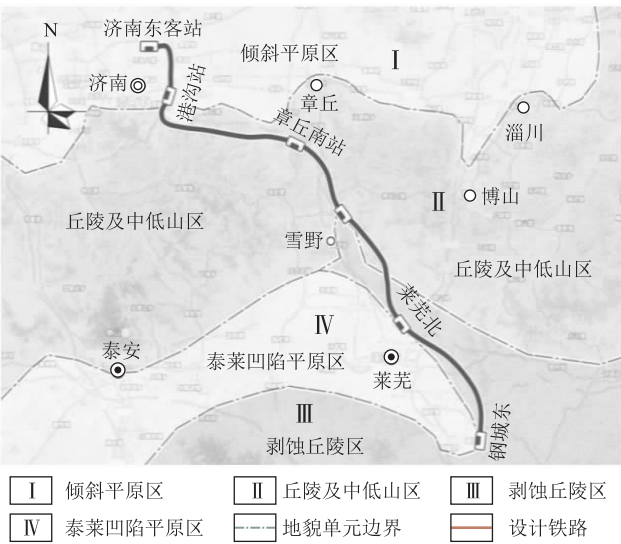 N
济南东客站
倾斜平原区
Ⅰ
济南
港沟站
章丘
淄川
章丘南站
Ⅱ
博山
丘陵及中低山区
雪野
丘陵及中低山区
莱芜北
Ⅳ
泰莱凹陷平原区
泰安
莱芜
Ⅲ
剥蚀丘陵区
钢城东
Ⅰ 倾斜平原区 Ⅱ 丘陵及中低山区 Ⅲ 剥蚀丘陵区
Ⅳ 泰莱凹陷平原区 地貌单元边界 设计铁路